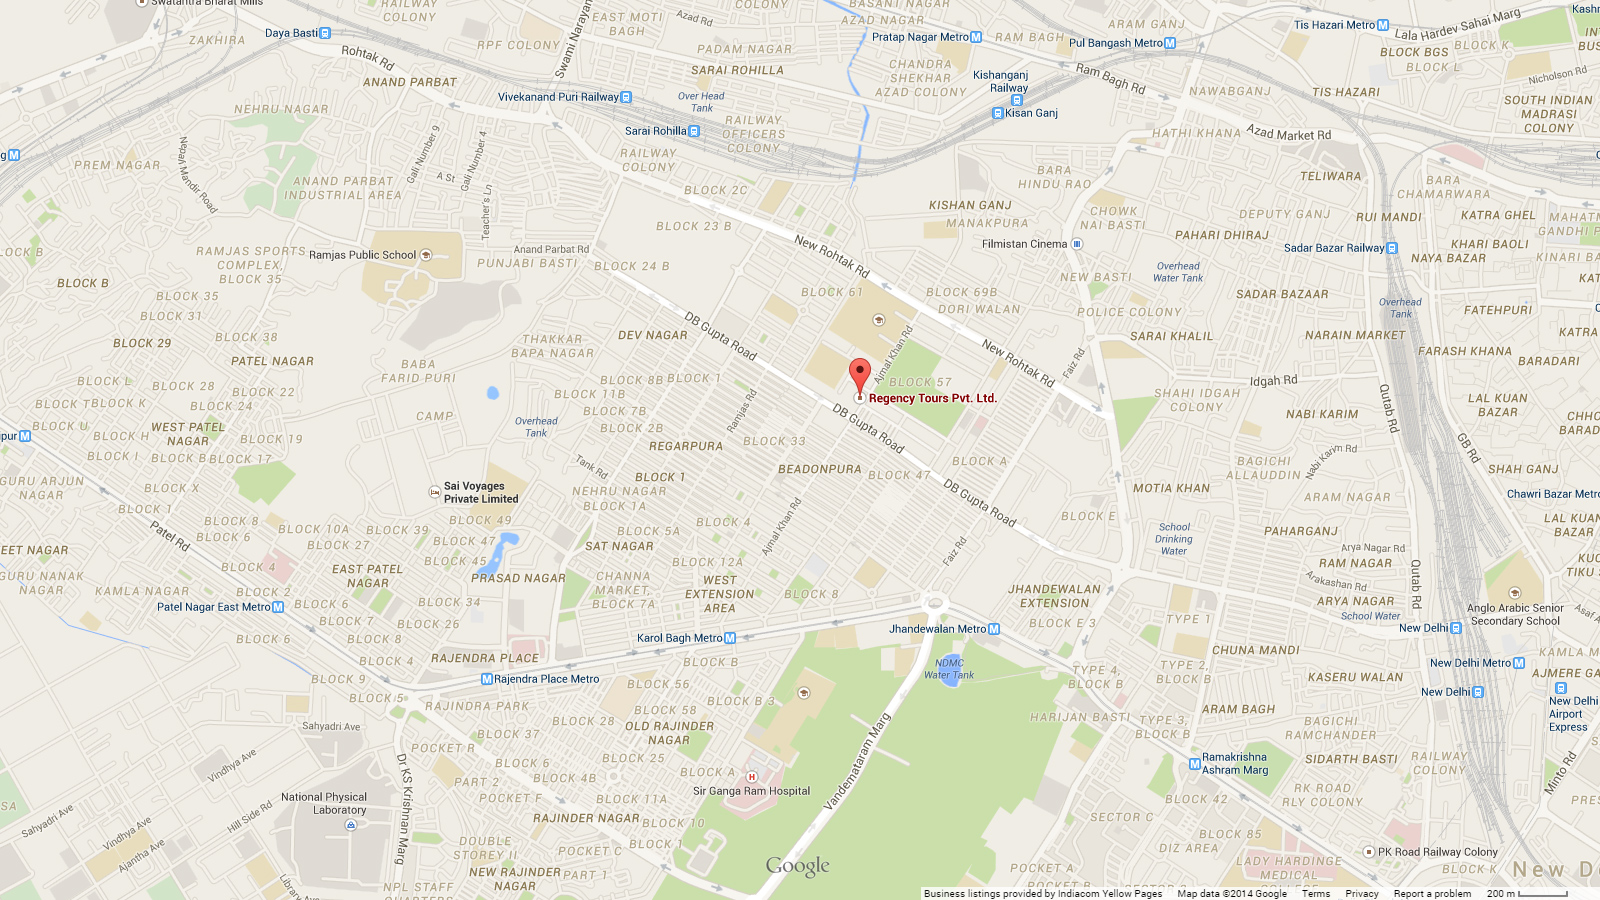 Swatantra Bharat Mills
ZAKHIRA
Daya Basti
Rohtak Rd
RAILWAY
COLONY
RPF COLONY
Swami Narayan
EAST MOTI
BAGH
Azad Rd
PADAM NAGAR
SARAI ROHILLA
BASANT NAGAR
AZAD NAGAR
Pratap Nagar Metro
RAM BAGH
ARAM GANJ
Pul Bangash Metro
Tis Hazari Metro
Lala Hardev Sahai Marg
BLOCK BGS
BLOCK K
BLOCK L
Nicholson Rd
ANAND PARBAT
Vivekanand Puri Railway
Over Head
Tank
CHANDRA
SHEKHAR
AZAD COLONY
Kishanganj
Railway
Kisan Ganj
Ram Bagh Rd
NAWABGANJ
TIS HAZARI
SOUTH INDIAN
MADRASI
COLONY
NEHRU NAGAR
Gali Number 9
Gali Number 4
A St
Teacher's Ln
Sarai Rohilla
RAILWAY
OFFICERS
COLONY
RAILWAY
COLONY
HATHI KHANA
Azad Market Rd
PREM NAGAR
Navada Mandir Road
ANAND PARBAT
INDUSTRIAL AREA
BLOCK 2C
BARA
HINDU RAO
TELIWARA
BARA
CHAMARWARA
KISHAN GANJ
MANAKPURA
CHOWK
NAI BASTI
DEPUTY GANJ
RUI MANDI
KATRA GHEL
BLOCK 23 B
New Rohtak Rd
Filmistan Cinema
PAHARI DHIRAJ
Sadar Bazar Railway
KHARI BAOLI
NAYA BAZAR
RAMJAS SPORTS
COMPLEX,
BLOCK 35
Ramjas Public School
Anand Parbat Rd
PUNJABI BASTI
BLOCK 24 B
NEW BASTI
Overhead
Water Tank
KINARI BAZAR
BLOCK B
BLOCK 35
BLOCK 31
BLOCK 38
BLOCK 29
BLOCK 61
BLOCK 69B
DORI WALAN
POLICE COLONY
SADAR BAZAAR
Overhead
Tank
FATEHPURI
DB Gupta Road
DEV NAGAR
THAKKAR
BAPA NAGAR
SARAI KHALIL
NARAIN MARKET
KATRA
FARASH KHANA
BARADARI
PATEL NAGAR
BABA
FARID PURI
Ajmal Khan Rd
New Rohtak Rd
Faiz Rd
Idgah Rd
BLOCK L
BLOCK 28
BLOCK TBLOCK K
BLOCK 22
BLOCK 8B
BLOCK 1
BLOCK 11
BLOCK 7B
BLOCK 2B
Ramjas Rd
BLOCK 57
Regency Tours Pvt. Ltd.
SHAHI IDGAH
COLONY
Qutab Rd
LAL KUAN
BAZAR
BLOCK U
WEST PATEL
NAGAR
BLOCK H
BLOCK I
BLOCK B
BLOCK 19
BLOCK 17
CAMP
Overhead
Tank
REGARPURA
BLOCK 33
DB Gupta Road
NABI KARIM
Nabi Karim Rd
GB Rd
GURU ARJUN
NAGAR
BLOCK X
Sai Voyages
Private Limited
Tank Rd
BLOCK 1
BEADONPURA
BLOCK 47
BLOCK A
BAGICHI
ALLAUDDIN
SHAH GANJ
NEHRU NAGAR
BLOCK 1A
DB Gupta Road
MOTIA KHAN
ARAM NAGAR
Chawri Bazar Metro
LAL KUAN
BAZAR
BLOCK 1
Patel Rd
BLOCK 8
BLOCK 6
BLOCK 10A
BLOCK 39
BLOCK 49
BLOCK 27
BLOCK 47
BLOCK 45
BLOCK 5A
BLOCK 4
Ajmal Khan Rd
Faiz Rd
BLOCK E
School
Drinking
Water
PAHARGANJ
Arya Nagar Rd
RAM NAGAR
BLOCK 4
EAST PATEL
NAGAR
PRASAD NAGAR
SAT NAGAR
BLOCK 12A
CHANNA
MARKET,
BLOCK 7A
WEST
EXTENSION
AREA
BLOCK 8
JHANDEWALAN
EXTENSION
Arakashan Rd
ARYA NAGAR
School Water
Qutab Rd
GURU NANAK
NAGAR
KAMLA NAGAR
Patel Nagar East Metro
BLOCK 2
BLOCK 6
BLOCK 7
BLOCK 34
BLOCK 26
BLOCK 8
BLOCK 6
Karol Bagh Metro
Jhandewalan Metro
BLOCK E 3
TYPE 1
Anglo Arabic Senior
Secondary School
New Delhi
BLOCK 4
RAJENDRA PLACE
Rajendra Place Metro
BLOCK 9
BLOCK 5
BLOCK B
NDMC
Water Tank
TYPE 4,
BLOCK B
TYPE 2,
BLOCK B
CHUNA MANDI
New Delhi Metro
KASERU WALAN
New Delhi
AJMERE GATE
RAJINDRA PARK
BLOCK 56
BLOCK 58
BLOCK 28
BLOCK 37
BLOCK B 3
OLD RAJINDER
NAGAR
HARIJAN BASTI
TYPE 3,
BLOCK B
ARAM BAGH
BAGICHI
RAMCHANDER
New Delhi
Airport
Express
Sahyadri Ave
Vindhya Ave
POCKET R
BLOCK 6
BLOCK 25
BLOCK 4B
BLOCK A
Vandemataram Marg
Ramakrishna
Ashram Marg
SIDARTH BASTI
RAILWAY
COLONY
Minto Rd
Dr KS Krishnan Marg
PART 2
POCKET F
BLOCK 11A
Sir Ganga Ram Hospital
National Physical
Laboratory
Hill Side Rd
Sahyadri Ave
Vindhya Ave
Ajantha Ave
RAJINDER NAGAR
BLOCK 10
BLOCK 42
RK ROAD
RLY COLONY
SECTOR C
BLOCK 85
DIZ AREA
DOUBLE
STOREY II
POCKET C
BLOCK 1
PK Road Railway Colony
NEW RAJINDER
NAGAR
PART 1
NPL STAFF
QUARTERS
Google
POCKET A
COLONY
LADY HARDINGE
MEDICAL
COLLEGE
BLOCK K
New De
Business listings provided by Indiacom Yellow Pages
Map data ©2014 Google
Terms
Privacy
Report a problem
200 m